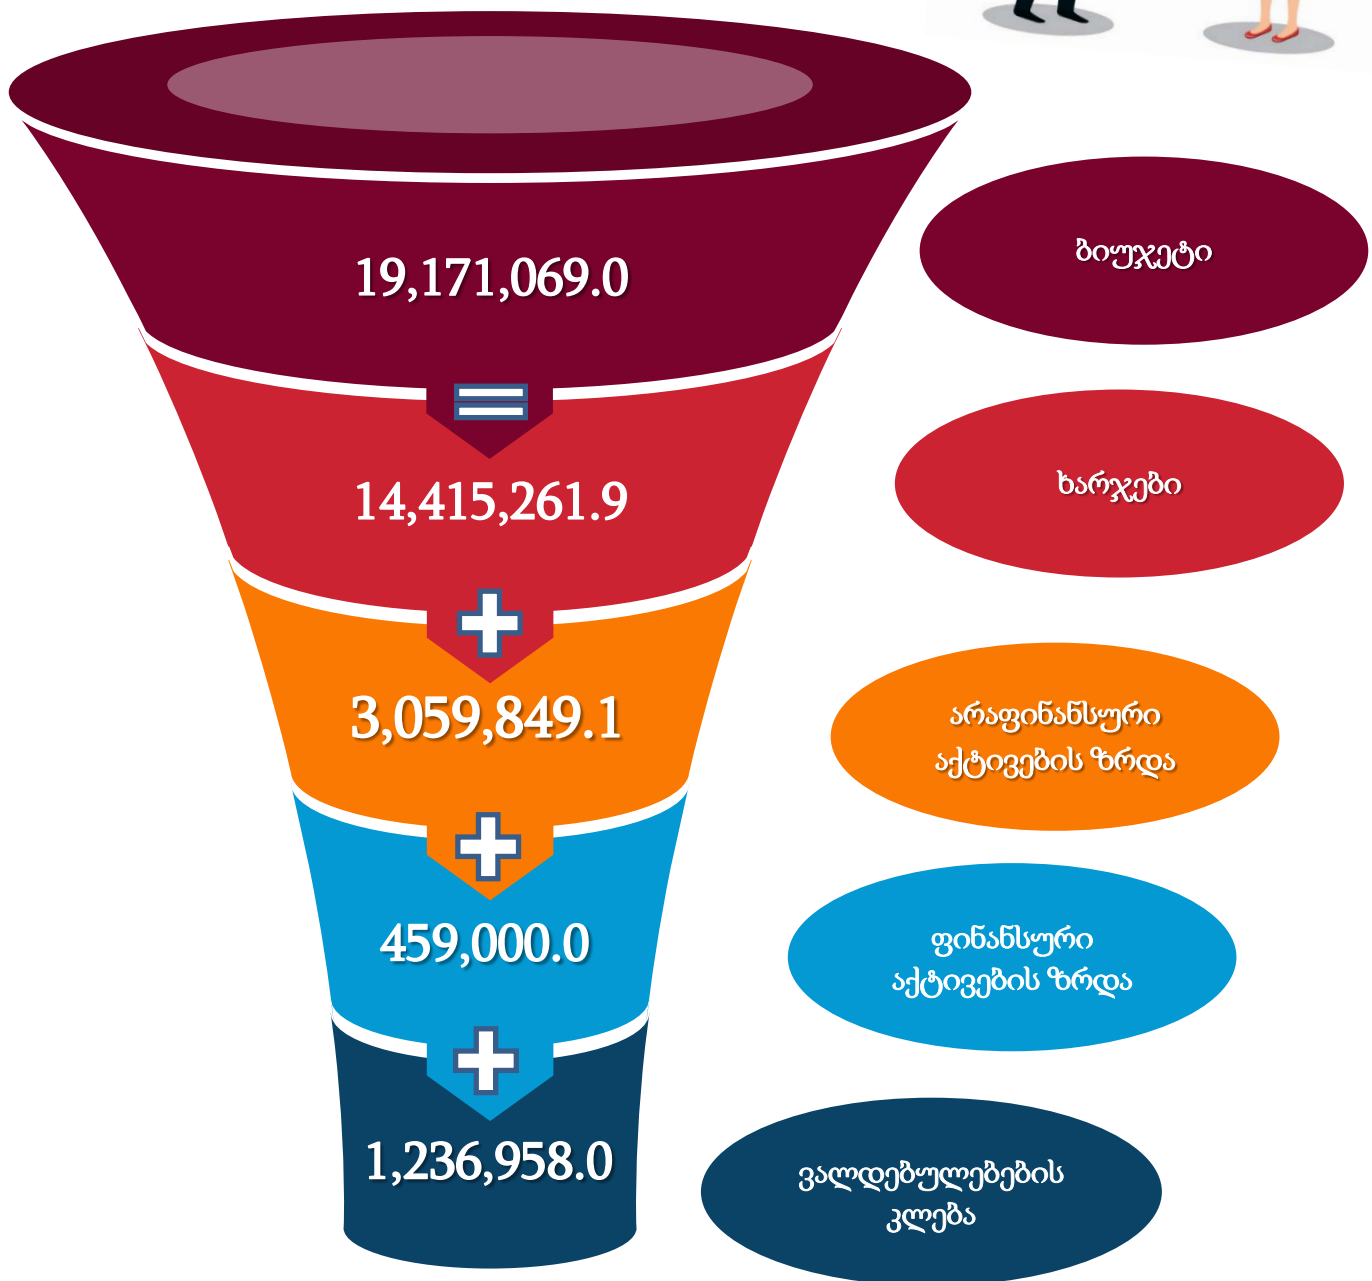 19,171,069.0
ბიუჯეტი
14,415,261.9
ხარჯები
3,059,849.1
არაფინანსური
აქტივების ზრდა
459,000.0
ფინანსური
აქტივების ზრდა
1,236,958.0
ვალდებულებების
კლება